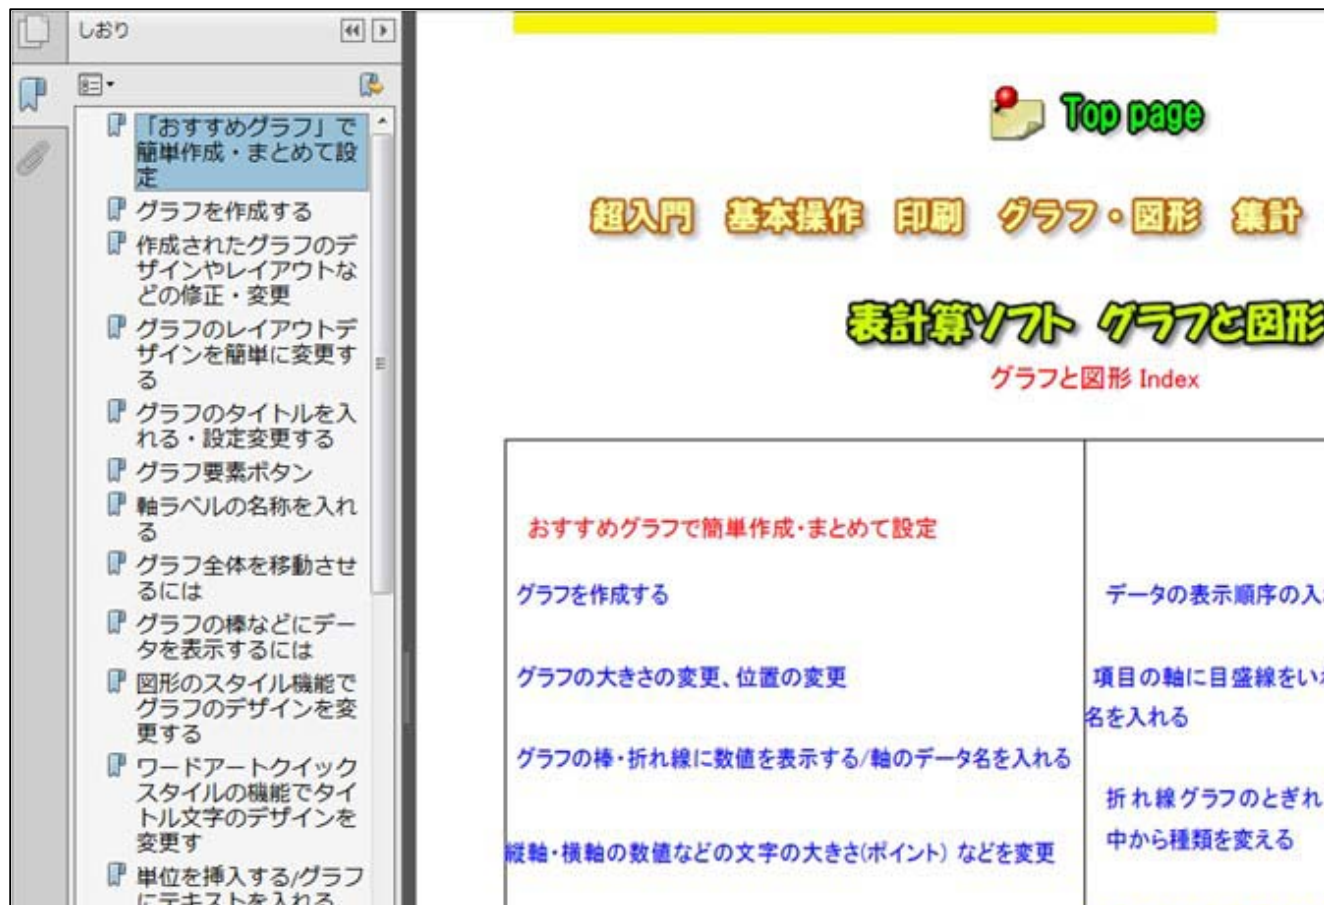 しおり
「おすすめグラフ」で
簡単作成・まとめて設
定
グラフを作成する
作成されたグラフのデ
ザインやレイアウトな
どの修正・変更
グラフのレイアウトデ
ザインを簡単に変更す
る
グラフのタイトルを入
れる・設定変更する
グラフ要素ボタン
軸ラベルの名称を入れ
る
グラフ全体を移動させ
るには
グラフの棒などにデー
タを表示するには
図形のスタイル機能で
グラフのデザインを変
更する
ワードアートクイック
スタイルの機能でタイ
トル文字のデザインを
変更す
単位を挿入する/グラフ
にテキストを入れる
Top page
超入門 基本操作 印刷 グラフ・図形 集計
表計算ソフト グラフと図形
グラフと図形 Index
おすすめグラフで簡単作成・まとめて設定
グラフを作成する
グラフの大きさの変更、位置の変更
グラフの棒・折れ線に数値を表示する/軸のデータ名を入れる
縦軸・横軸の数値などの文字の大きさ(ポイント) などを変更
データの表示順序の入
項目の軸に目盛線をい
名を入れる
折れ線グラフのとぎれ
中から種類を変える